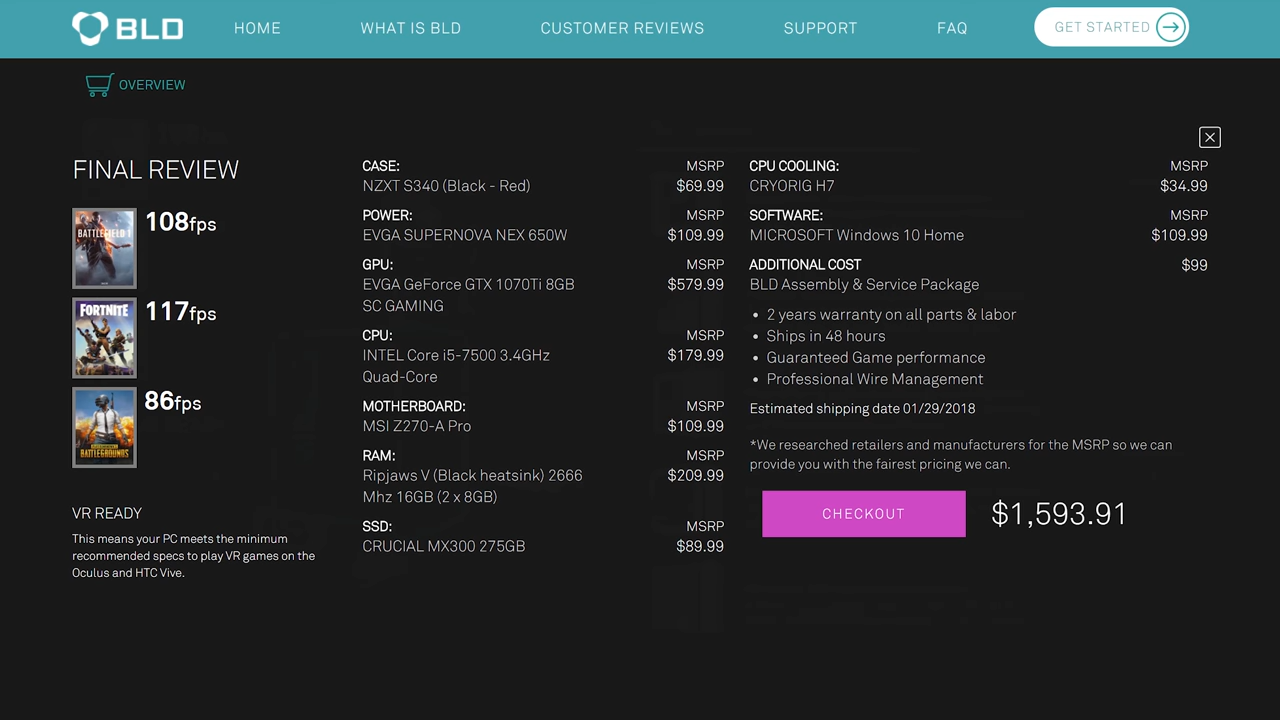 BLD
HOME
WHAT IS BLD
CUSTOMER REVIEWS
SUPPORT
FAQ
GET STARTED
OVERVIEW
FINAL REVIEW
BATTLEFIELD 1
108fps
FORTNITE
117fps
BATTLEGROUNDS
86fps
VR READY
This means your PC meets the minimum
recommended specs to play VR games on the
Oculus and HTC Vive.
CASE: MSRP
NZXT S340 (Black - Red) $69.99
POWER: MSRP
EVGA SUPERNOVA NEX 650W $109.99
GPU: MSRP
EVGA GeForce GTX 1070Ti 8GB $579.99
SC GAMING
CPU: MSRP
INTEL Core i5-7500 3.4GHz $179.99
Quad-Core
MOTHERBOARD: MSRP
MSI Z270-A Pro $109.99
RAM: MSRP
Ripjaws V (Black heatsink) 2666 $209.99
Mhz 16GB (2 x 8GB)
SSD: MSRP
CRUCIAL MX300 275GB $89.99
CPU COOLING: MSRP
CRYORIG H7 $34.99
SOFTWARE: MSRP
MICROSOFT Windows 10 Home $109.99
ADDITIONAL COST $99
BLD Assembly & Service Package
• 2 years warranty on all parts & labor
• Ships in 48 hours
• Guaranteed Game performance
• Professional Wire Management
Estimated shipping date 01/29/2018
*We researched retailers and manufacturers for the MSRP so we can
provide you with the fairest pricing we can.
CHECKOUT $1,593.91